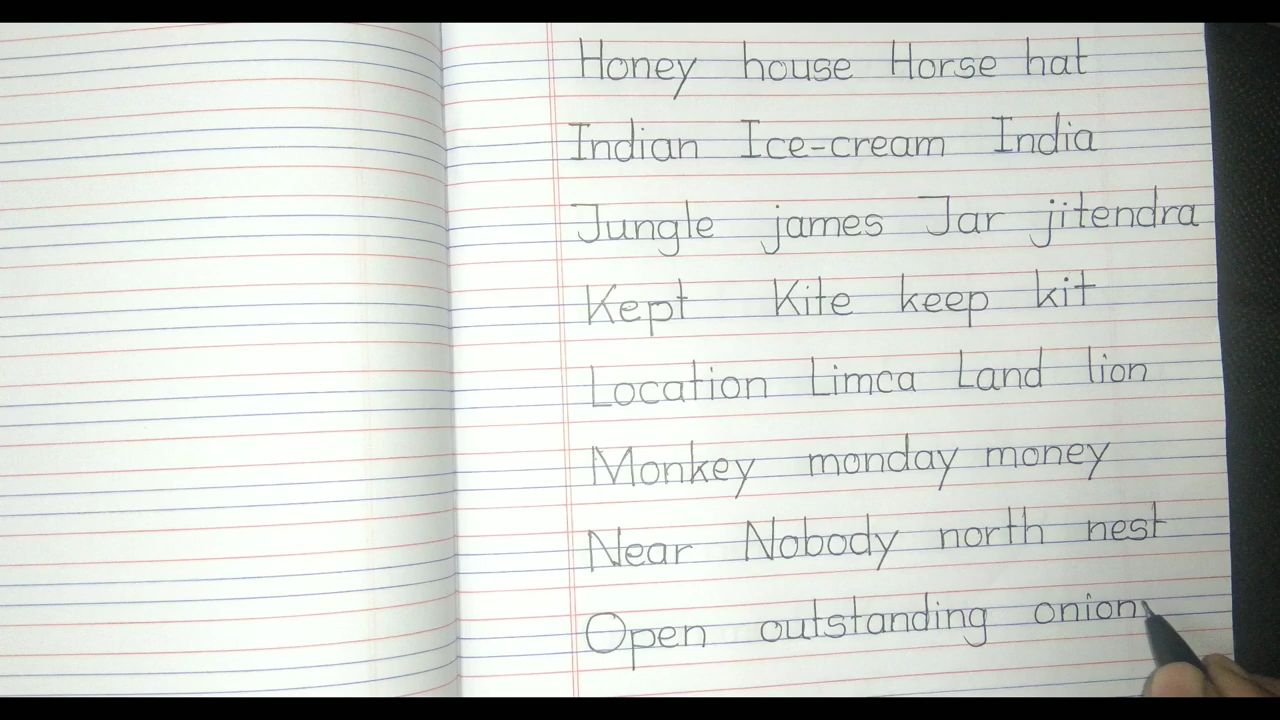 Honey house Horse hat
Indian Ice-cream India
Jungle james Jar jitendra
Kept Kite keep kit
Location Limca Land lion
Monkey monday money
Near Nobody north nest
Open outstanding onion